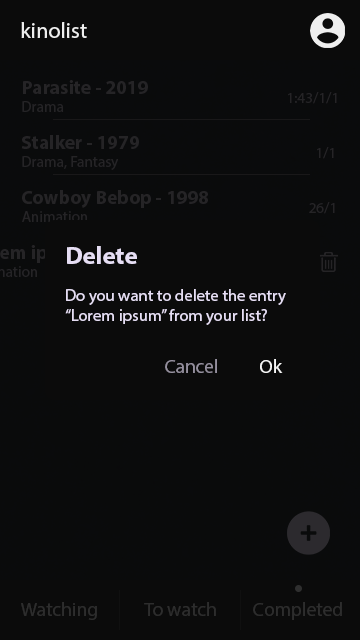 kinolist
Parasite - 2019
Drama
1:43/1/1
Stalker - 1979
Drama, Fantasy
1/1
Cowboy Bebop - 1998
Animation
26/1
em ip
nation
Delete
Do you want to delete the entry
“Lorem ipsum” from your list?
Cancel
Ok
Watching
To watch
Completed